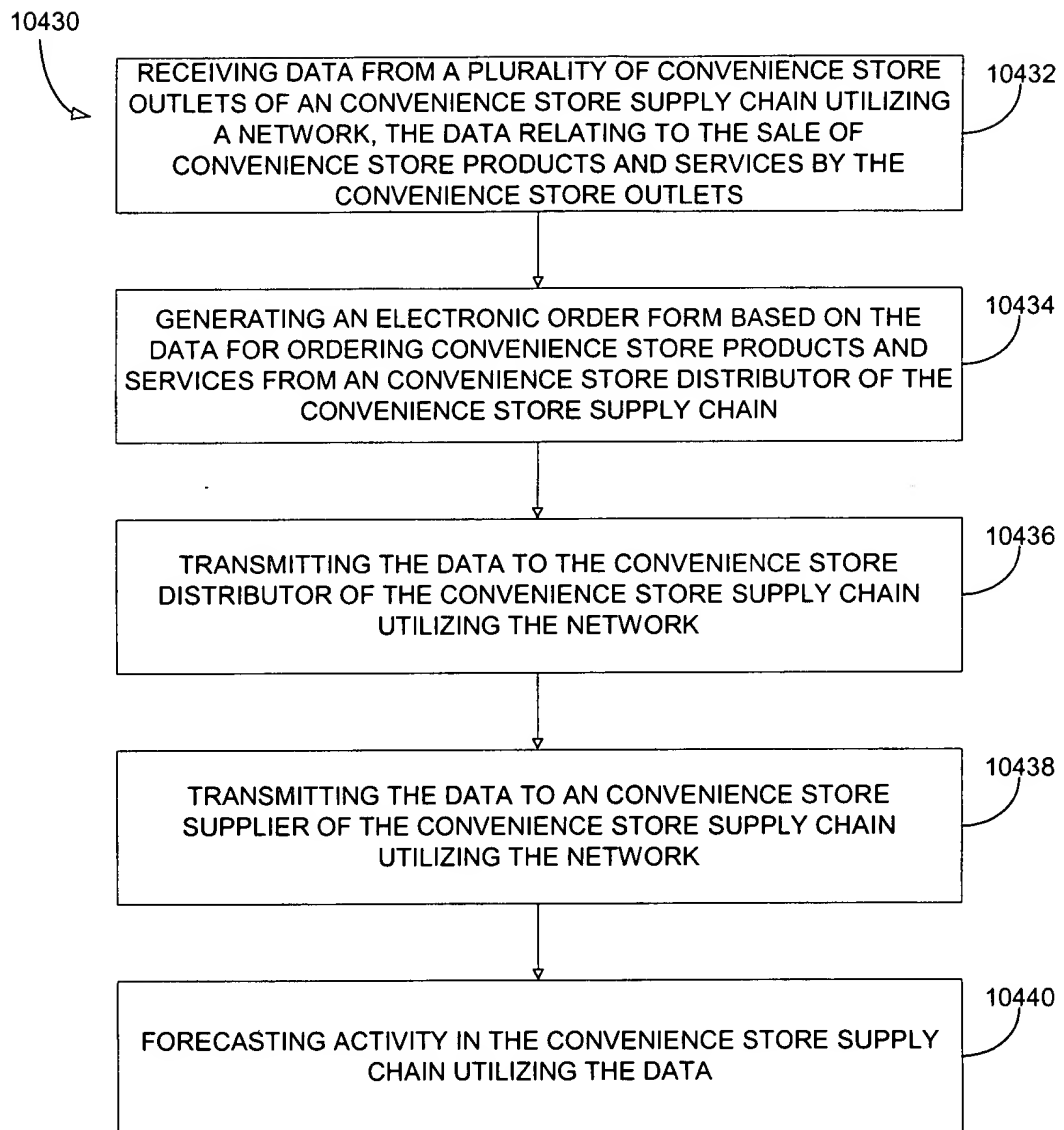 10430
RECEIVING DATA FROM A PLURALITY OF CONVENIENCE STORE
OUTLETS OF AN CONVENIENCE STORE SUPPLY CHAIN UTILIZING
A NETWORK, THE DATA RELATING TO THE SALE OF
CONVENIENCE STORE PRODUCTS AND SERVICES BY THE
CONVENIENCE STORE OUTLETS
10432
GENERATING AN ELECTRONIC ORDER FORM BASED ON THE
DATA FOR ORDERING CONVENIENCE STORE PRODUCTS AND
SERVICES FROM AN CONVENIENCE STORE DISTRIBUTOR OF THE
CONVENIENCE STORE SUPPLY CHAIN
10434
TRANSMITTING THE DATA TO THE CONVENIENCE STORE
DISTRIBUTOR OF THE CONVENIENCE STORE SUPPLY CHAIN
UTILIZING THE NETWORK
10436
TRANSMITTING THE DATA TO AN CONVENIENCE STORE
SUPPLIER OF THE CONVENIENCE STORE SUPPLY CHAIN
UTILIZING THE NETWORK
10438
FORECASTING ACTIVITY IN THE CONVENIENCE STORE SUPPLY
CHAIN UTILIZING THE DATA
10440